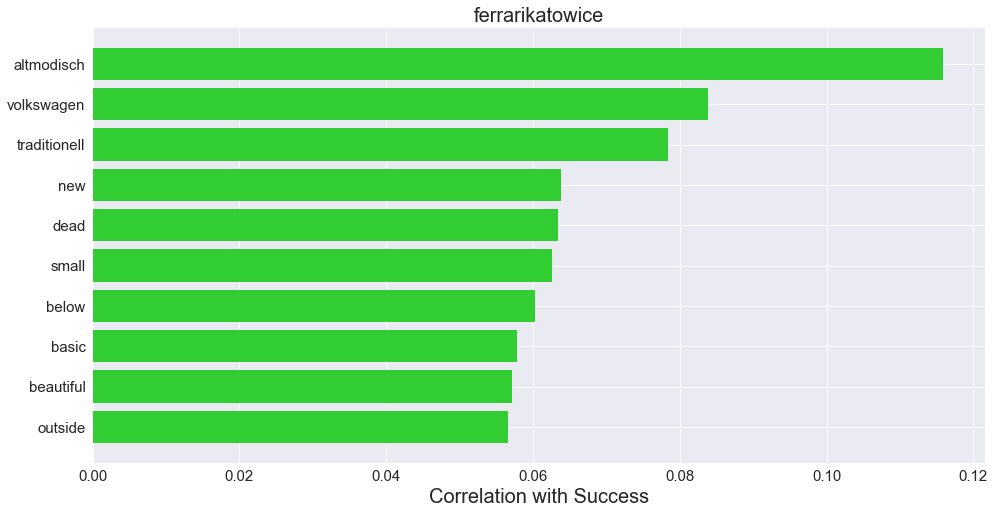 ferrarikatowice
altmodisch
volkswagen
traditionell
new
dead
small
below
basic
beautiful
outside
0.00 0.02 0.04 0.06 0.08 0.10 0.12
Correlation with Success